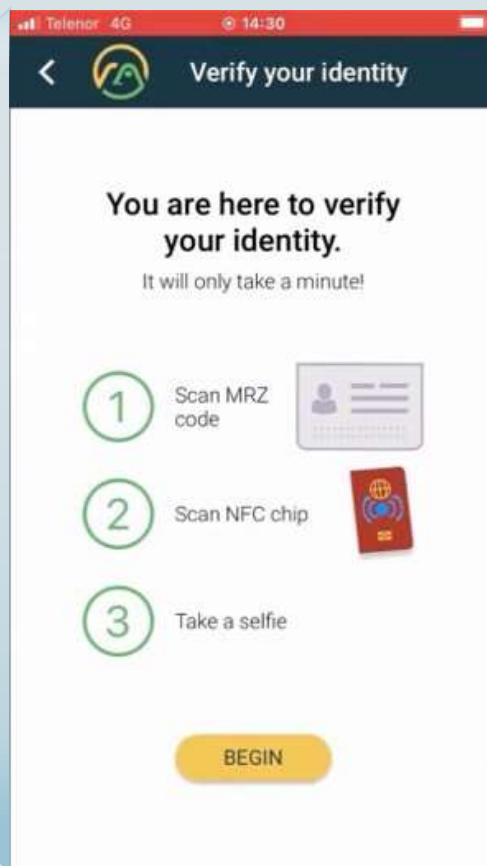 Telenor 4G 14:30
Verify your identity
You are here to verify
your identity.
It will only take a minute!
1 Scan MRZ
code
2 Scan NFC chip
3 Take a selfie
BEGIN